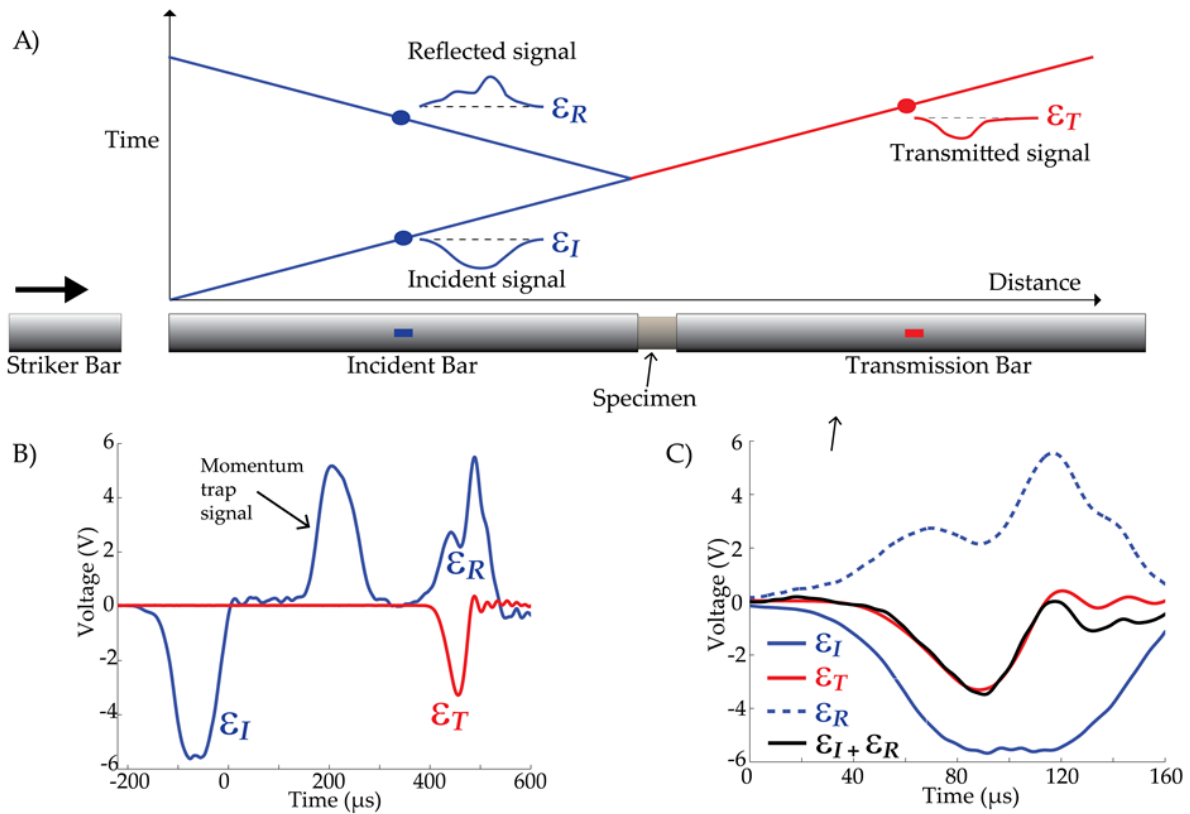 A)
Reflected signal
εR
Time
εT
Transmitted signal
εI
Incident signal
Distance
Striker Bar
Incident Bar
Transmission Bar
Specimen
B)
Momentum
trap
signal
Voltage (V)
6
4
2
0
-2
-4
-6
εR
εI
εT
-200
0
200
400
600
Time (μs)
C)
Voltage (V)
6
4
2
0
-2
-4
-6
εI
εT
εR
εI + εR
0
40
80
120
160
Time (μs)